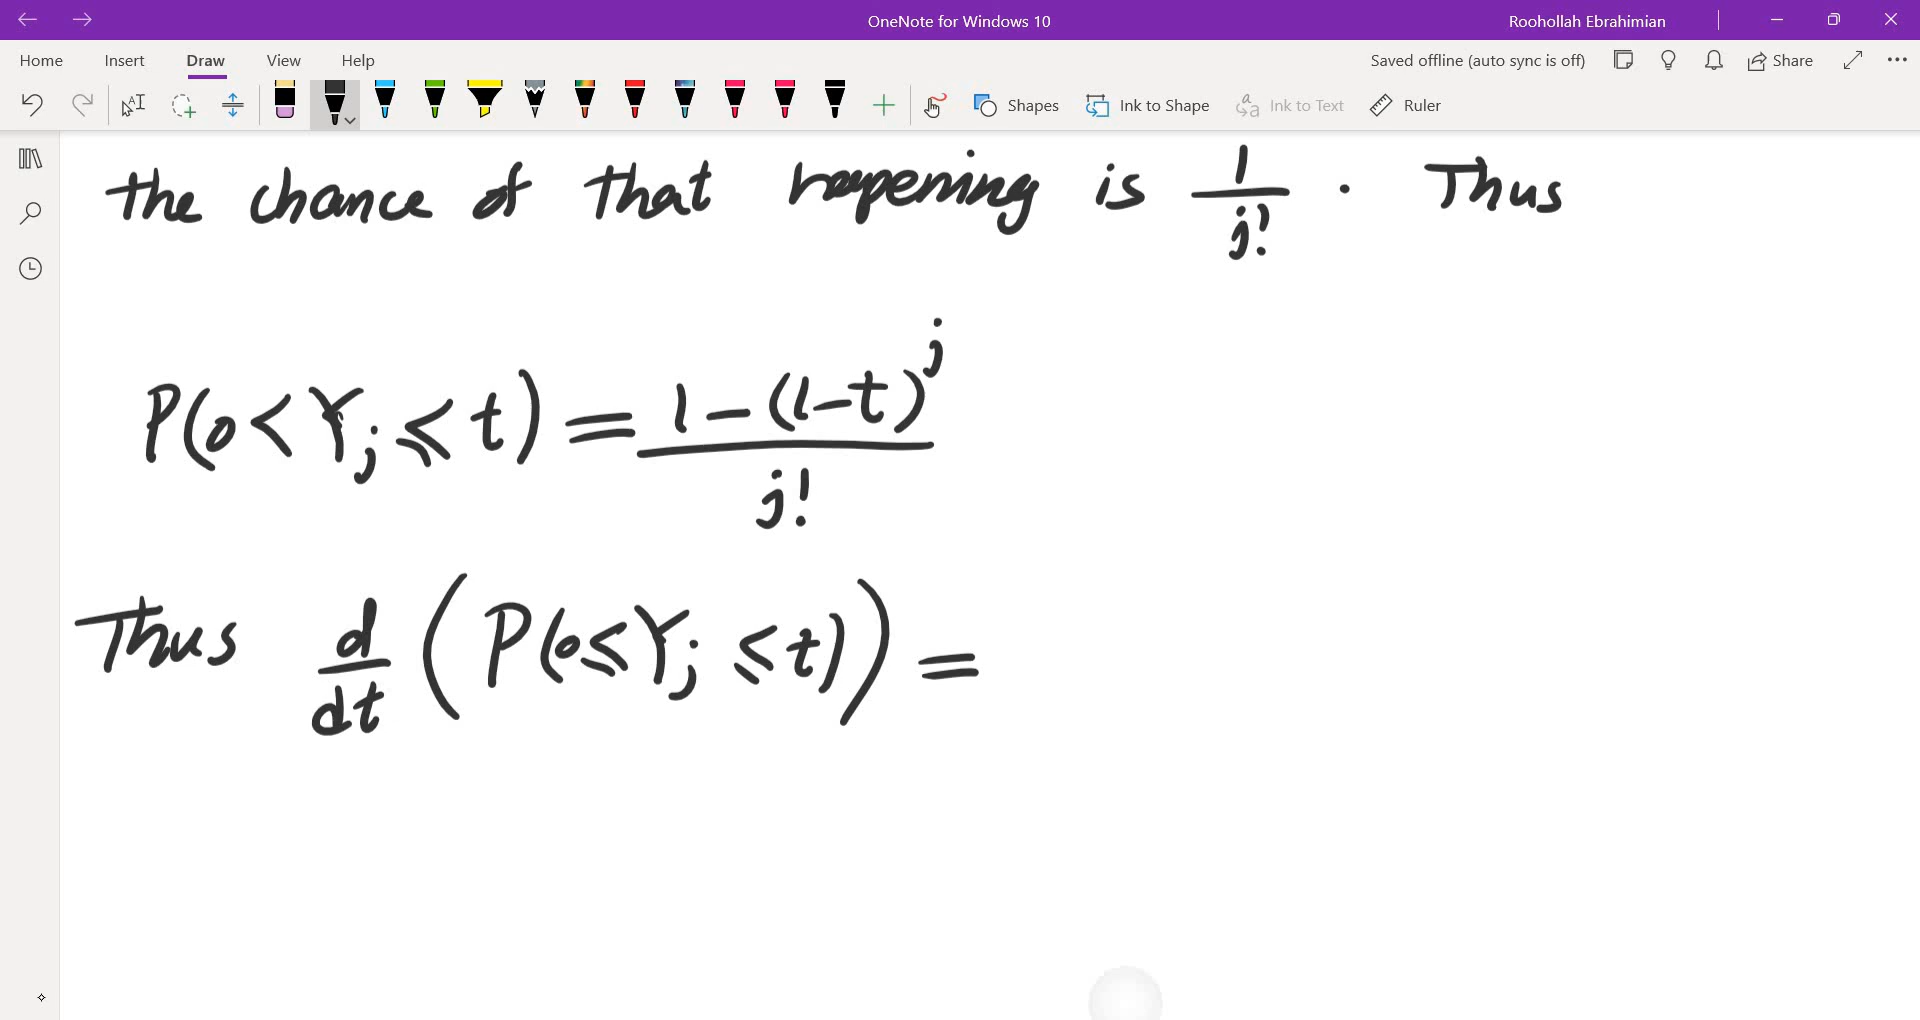 OneNote for Windows 10
Roohollah Ebrahimian
Home Insert Draw View Help
Saved offline (auto sync is off) Share
Shapes Ink to Shape Ink to Text Ruler
the chance of that happening is 1/j! . Thus
P(0 < Y_j ≤ t) = (1 - (1-t)^j)/j!
Thus d/dt (P(0 ≤ Y_j ≤ t)) =